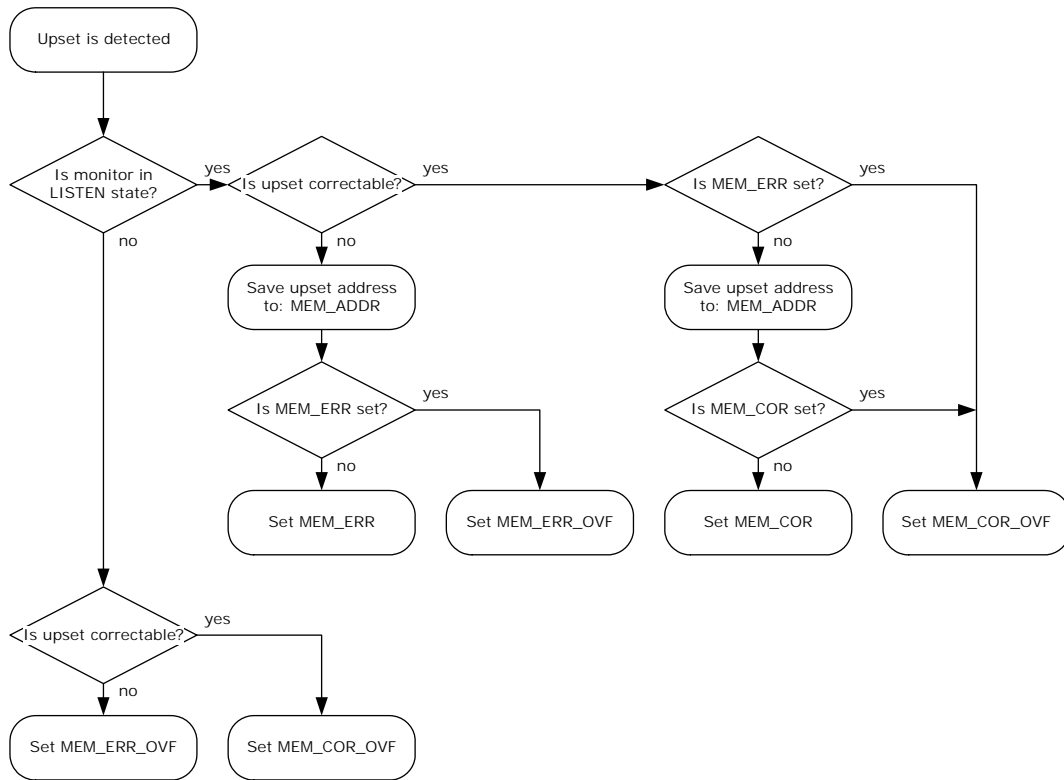 Upset is detected
Is monitor in
LISTEN state?
yes
no
Is upset correctable?
yes
no
Is MEM_ERR set?
yes
no
Save upset address
to: MEM_ADDR
Save upset address
to: MEM_ADDR
Is MEM_ERR set?
yes
no
Is MEM_COR set?
yes
no
Set MEM_ERR
Set MEM_ERR_OVF
Set MEM_COR
Set MEM_COR_OVF
Is upset correctable?
yes
no
Set MEM_ERR_OVF
Set MEM_COR_OVF